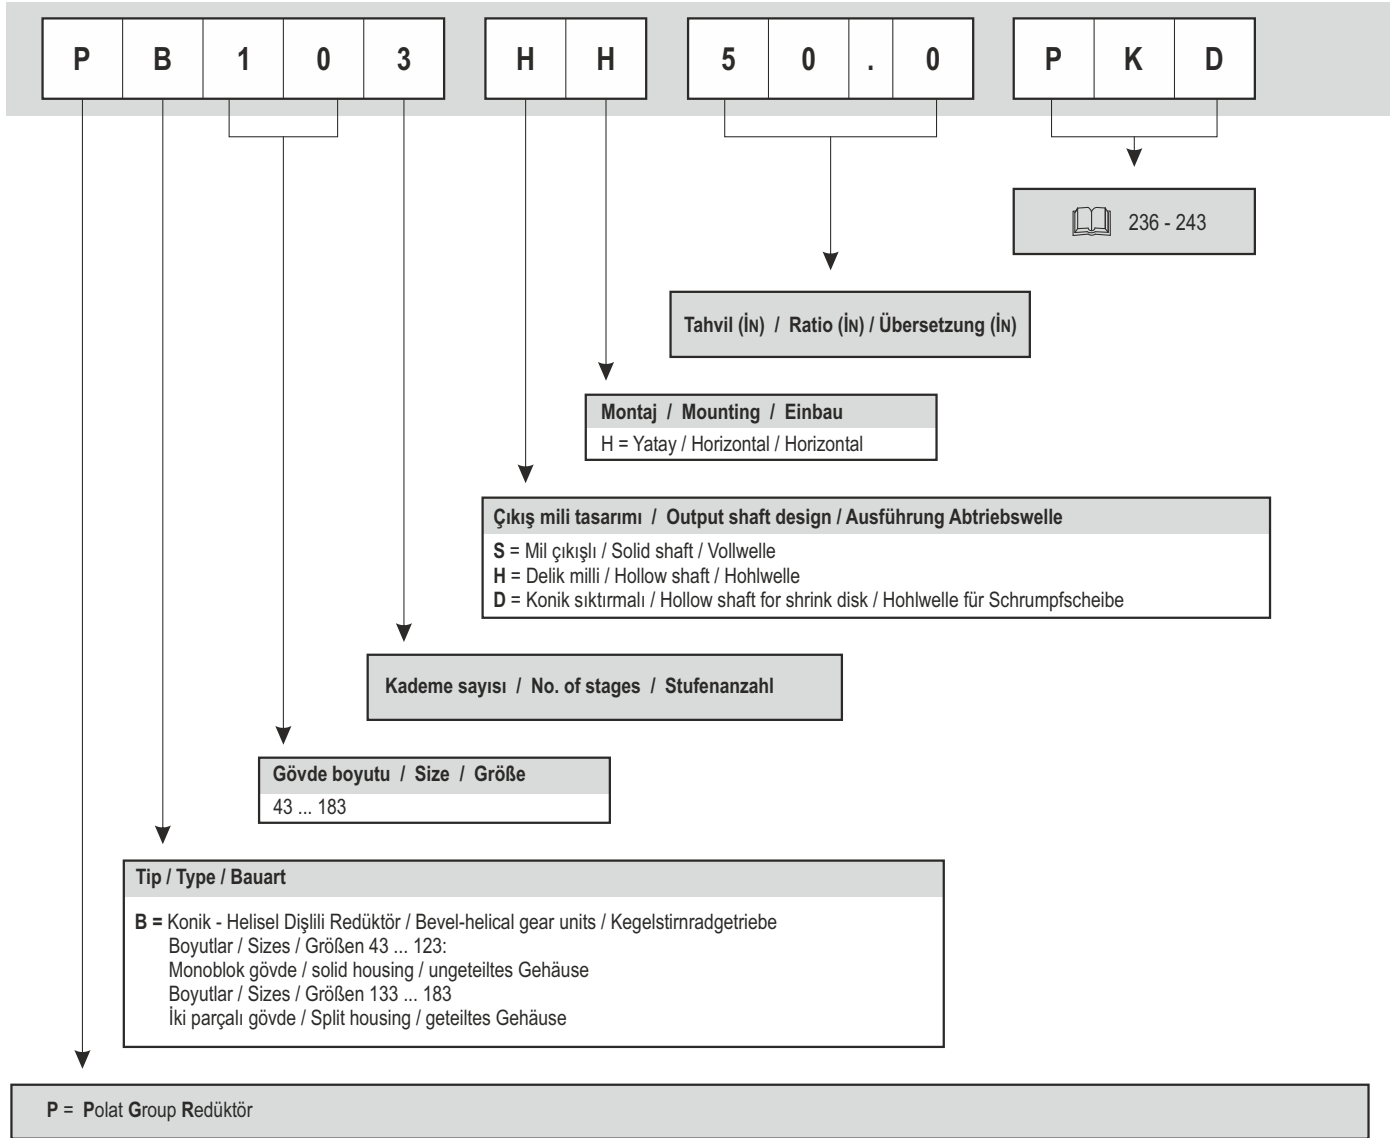 P B 1 0 3 H H 5 0 . 0 P K D
236 - 243
Tahvil (İN) / Ratio (İN) / Übersetzung (İN)
Montaj / Mounting / Einbau
H = Yatay / Horizontal / Horizontal
Çıkış mili tasarımı / Output shaft design / Ausführung Abtriebswelle
S = Mil çıkışlı / Solid shaft / Vollwelle
H = Delik milli / Hollow shaft / Hohlwelle
D = Konik sıktırmalı / Hollow shaft for shrink disk / Hohlwelle für Schrumpfscheibe
Kademe sayısı / No. of stages / Stufenanzahl
Gövde boyutu / Size / Größe
43 ... 183
Tip / Type / Bauart
B = Konik - Helisel Dişlili Redüktör / Bevel-helical gear units / Kegelstirnradgetriebe
Boyutlar / Sizes / Größen 43 ... 123:
Monoblok gövde / solid housing / ungeteiltes Gehäuse
Boyutlar / Sizes / Größen 133 ... 183
İki parçalı gövde / Split housing / geteiltes Gehäuse
P = Polat Group Redüktör